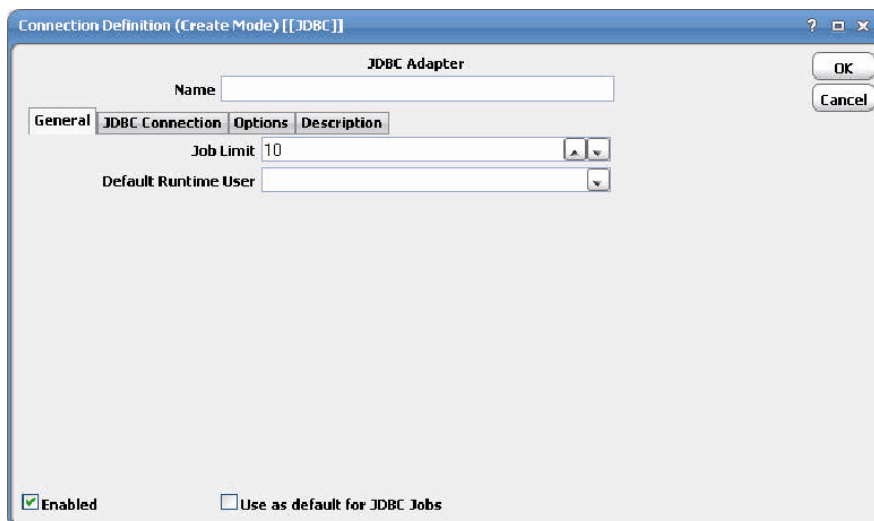 Connection Definition (Create Mode) [[JDBC]] ?
JDBC Adapter
OK
Name
Cancel
General JDBC Connection Options Description
Job Limit 10
Default Runtime User
Enabled Use as default for JDBC Jobs